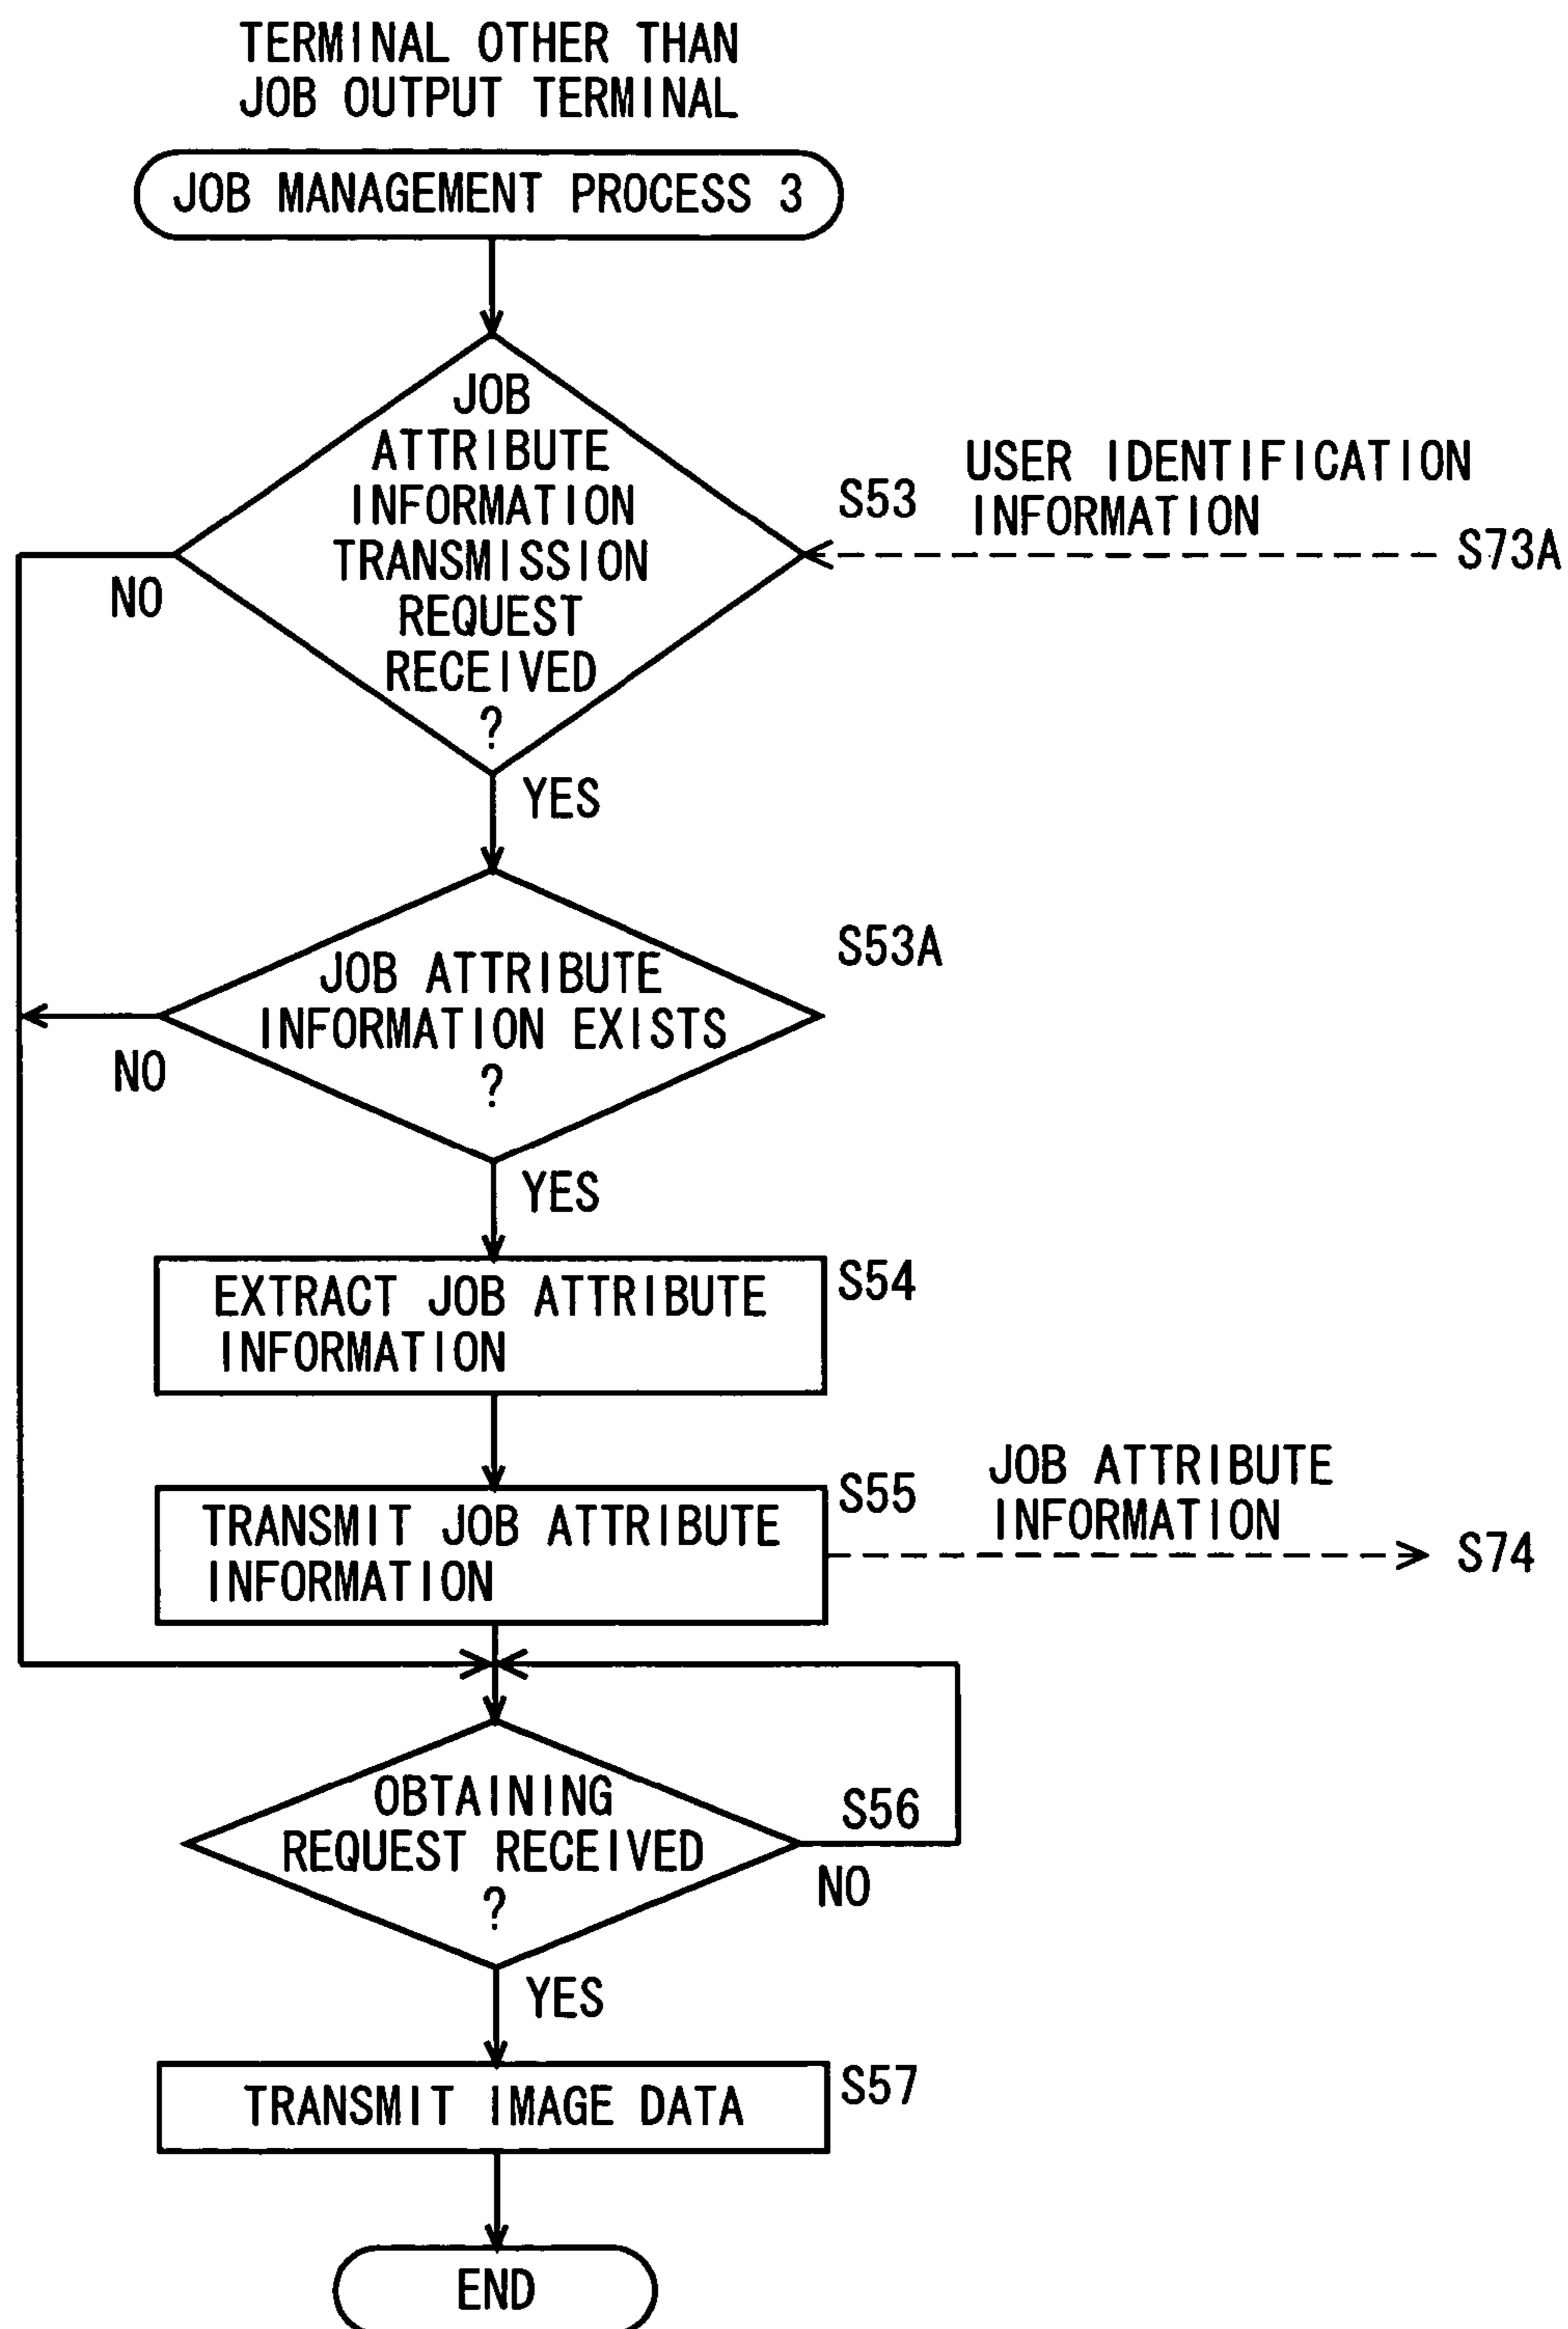 TERMINAL OTHER THAN
JOB OUTPUT TERMINAL
JOB MANAGEMENT PROCESS 3
JOB
ATTRIBUTE
INFORMATION
TRANSMISSION
REQUEST
RECEIVED
?
S53
USER IDENTIFICATION
INFORMATION
S73A
NO
YES
JOB ATTRIBUTE
INFORMATION EXISTS
?
S53A
NO
YES
EXTRACT JOB ATTRIBUTE
INFORMATION
S54
TRANSMIT JOB ATTRIBUTE
INFORMATION
S55
JOB ATTRIBUTE
INFORMATION
S74
OBTAINING
REQUEST RECEIVED
?
S56
NO
YES
TRANSMIT IMAGE DATA
S57
END